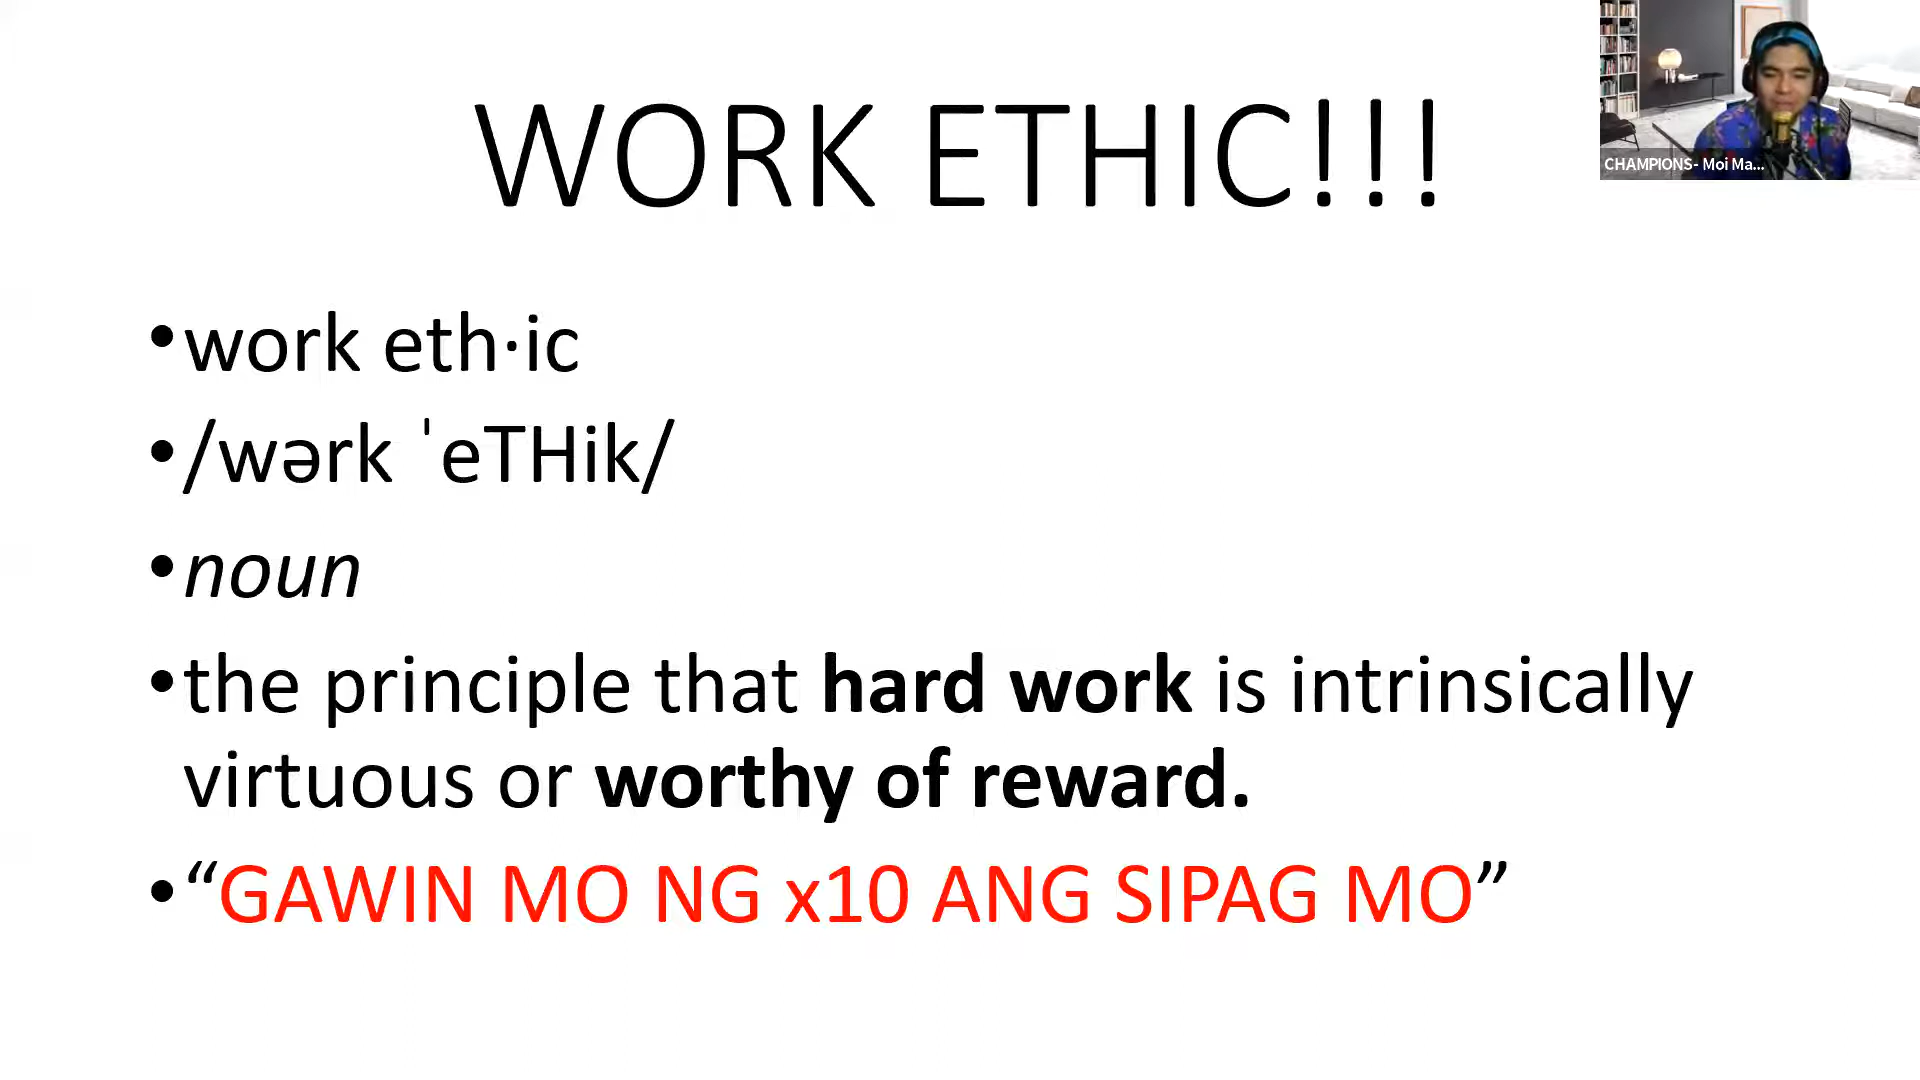 WORK ETHIC!!!
CHAMPIONS- Moi Ma...
•work eth·ic
•/wərk ˈeTHik/
•noun
•the principle that hard work is intrinsically
virtuous or worthy of reward.
•“GAWIN MO NG x10 ANG SIPAG MO”